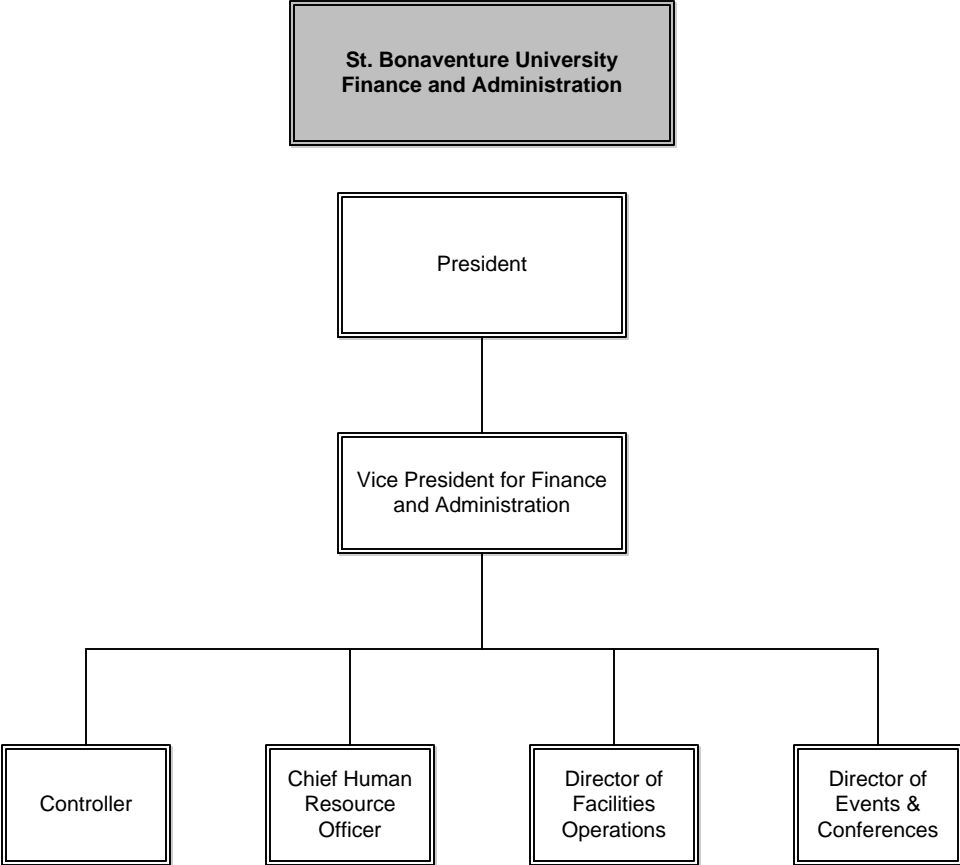 St. Bonaventure University
Finance and Administration
President
Vice President for Finance
and Administration
Controller
Chief Human
Resource
Officer
Director of
Facilities
Operations
Director of
Events &
Conferences